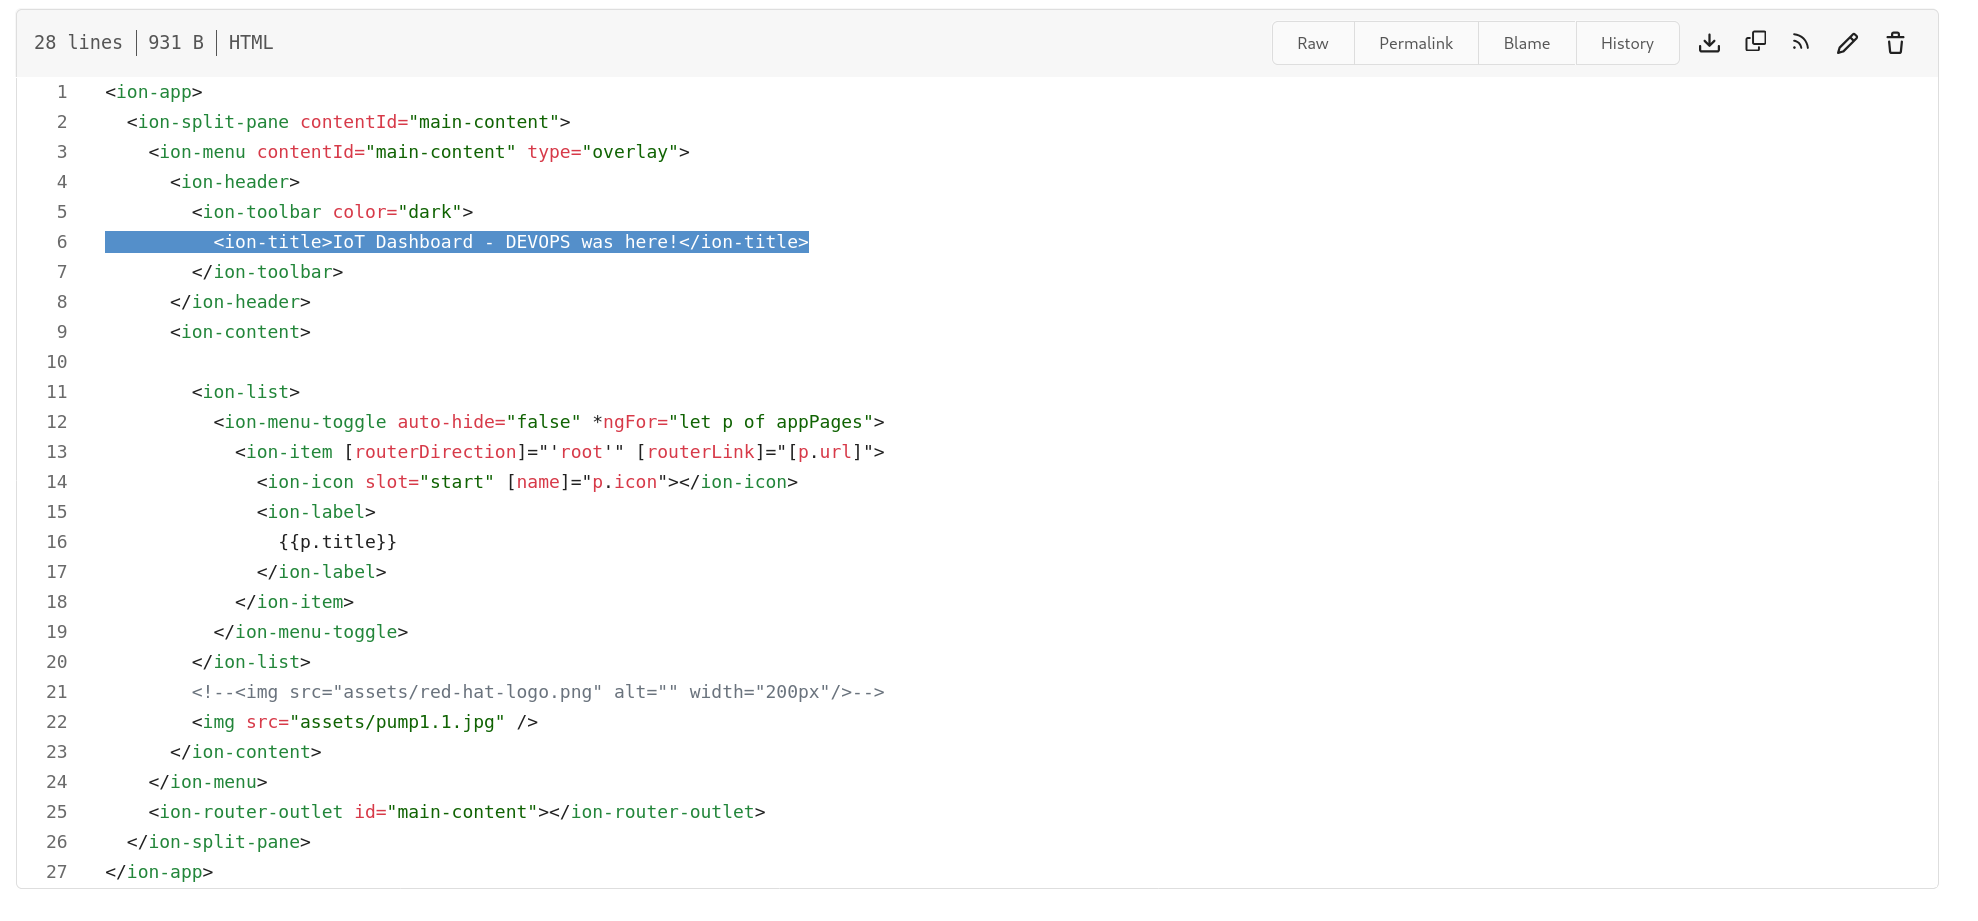 28 lines | 931 B | HTML Raw Permalink Blame History
1 <ion-app>
2   <ion-split-pane contentId="main-content">
3     <ion-menu contentId="main-content" type="overlay">
4       <ion-header>
5         <ion-toolbar color="dark">
6           <ion-title>IoT Dashboard - DEVOPS was here!</ion-title>
7         </ion-toolbar>
8       </ion-header>
9       <ion-content>
10
11         <ion-list>
12           <ion-menu-toggle auto-hide="false" *ngFor="let p of appPages">
13             <ion-item [routerDirection]="'root'" [routerLink]="[p.url]">
14               <ion-icon slot="start" [name]="p.icon"></ion-icon>
15               <ion-label>
16                 {{p.title}}
17               </ion-label>
18             </ion-item>
19           </ion-menu-toggle>
20         </ion-list>
21         <!--<img src="assets/red-hat-logo.png" alt="" width="200px"/>-->
22         <img src="assets/pump1.1.jpg" />
23       </ion-content>
24     </ion-menu>
25     <ion-router-outlet id="main-content"></ion-router-outlet>
26   </ion-split-pane>
27 </ion-app>